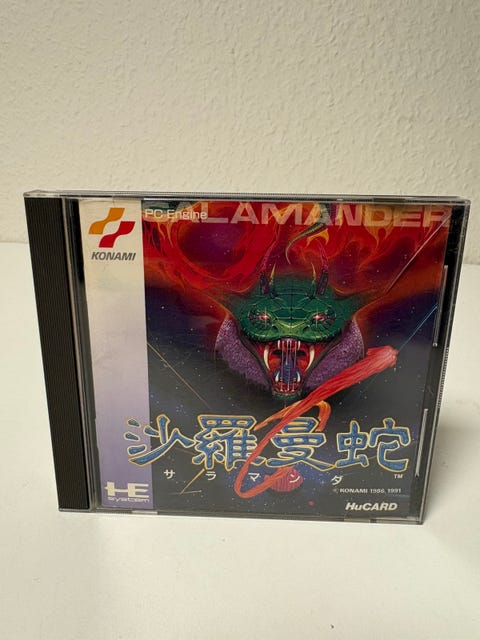 PC Engine
SALAMANDER
KONAMI
沙羅曼蛇
サラマンダ
TM
© KONAMI 1986, 1991
HE
system
HuCARD